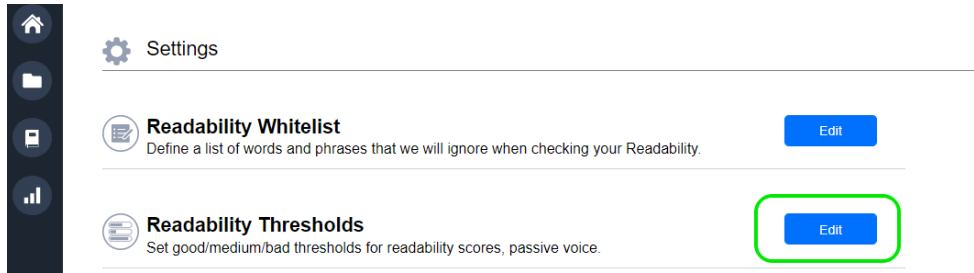 Settings
Readability Whitelist
Define a list of words and phrases that we will ignore when checking your Readability.
Edit
Readability Thresholds
Set good/medium/bad thresholds for readability scores, passive voice.
Edit